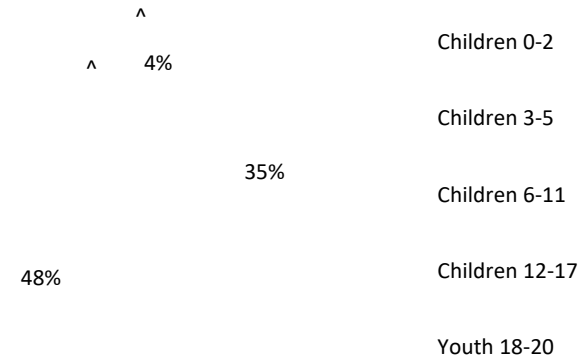 ^
^ 4%
35%
48%
Children 0-2
Children 3-5
Children 6-11
Children 12-17
Youth 18-20